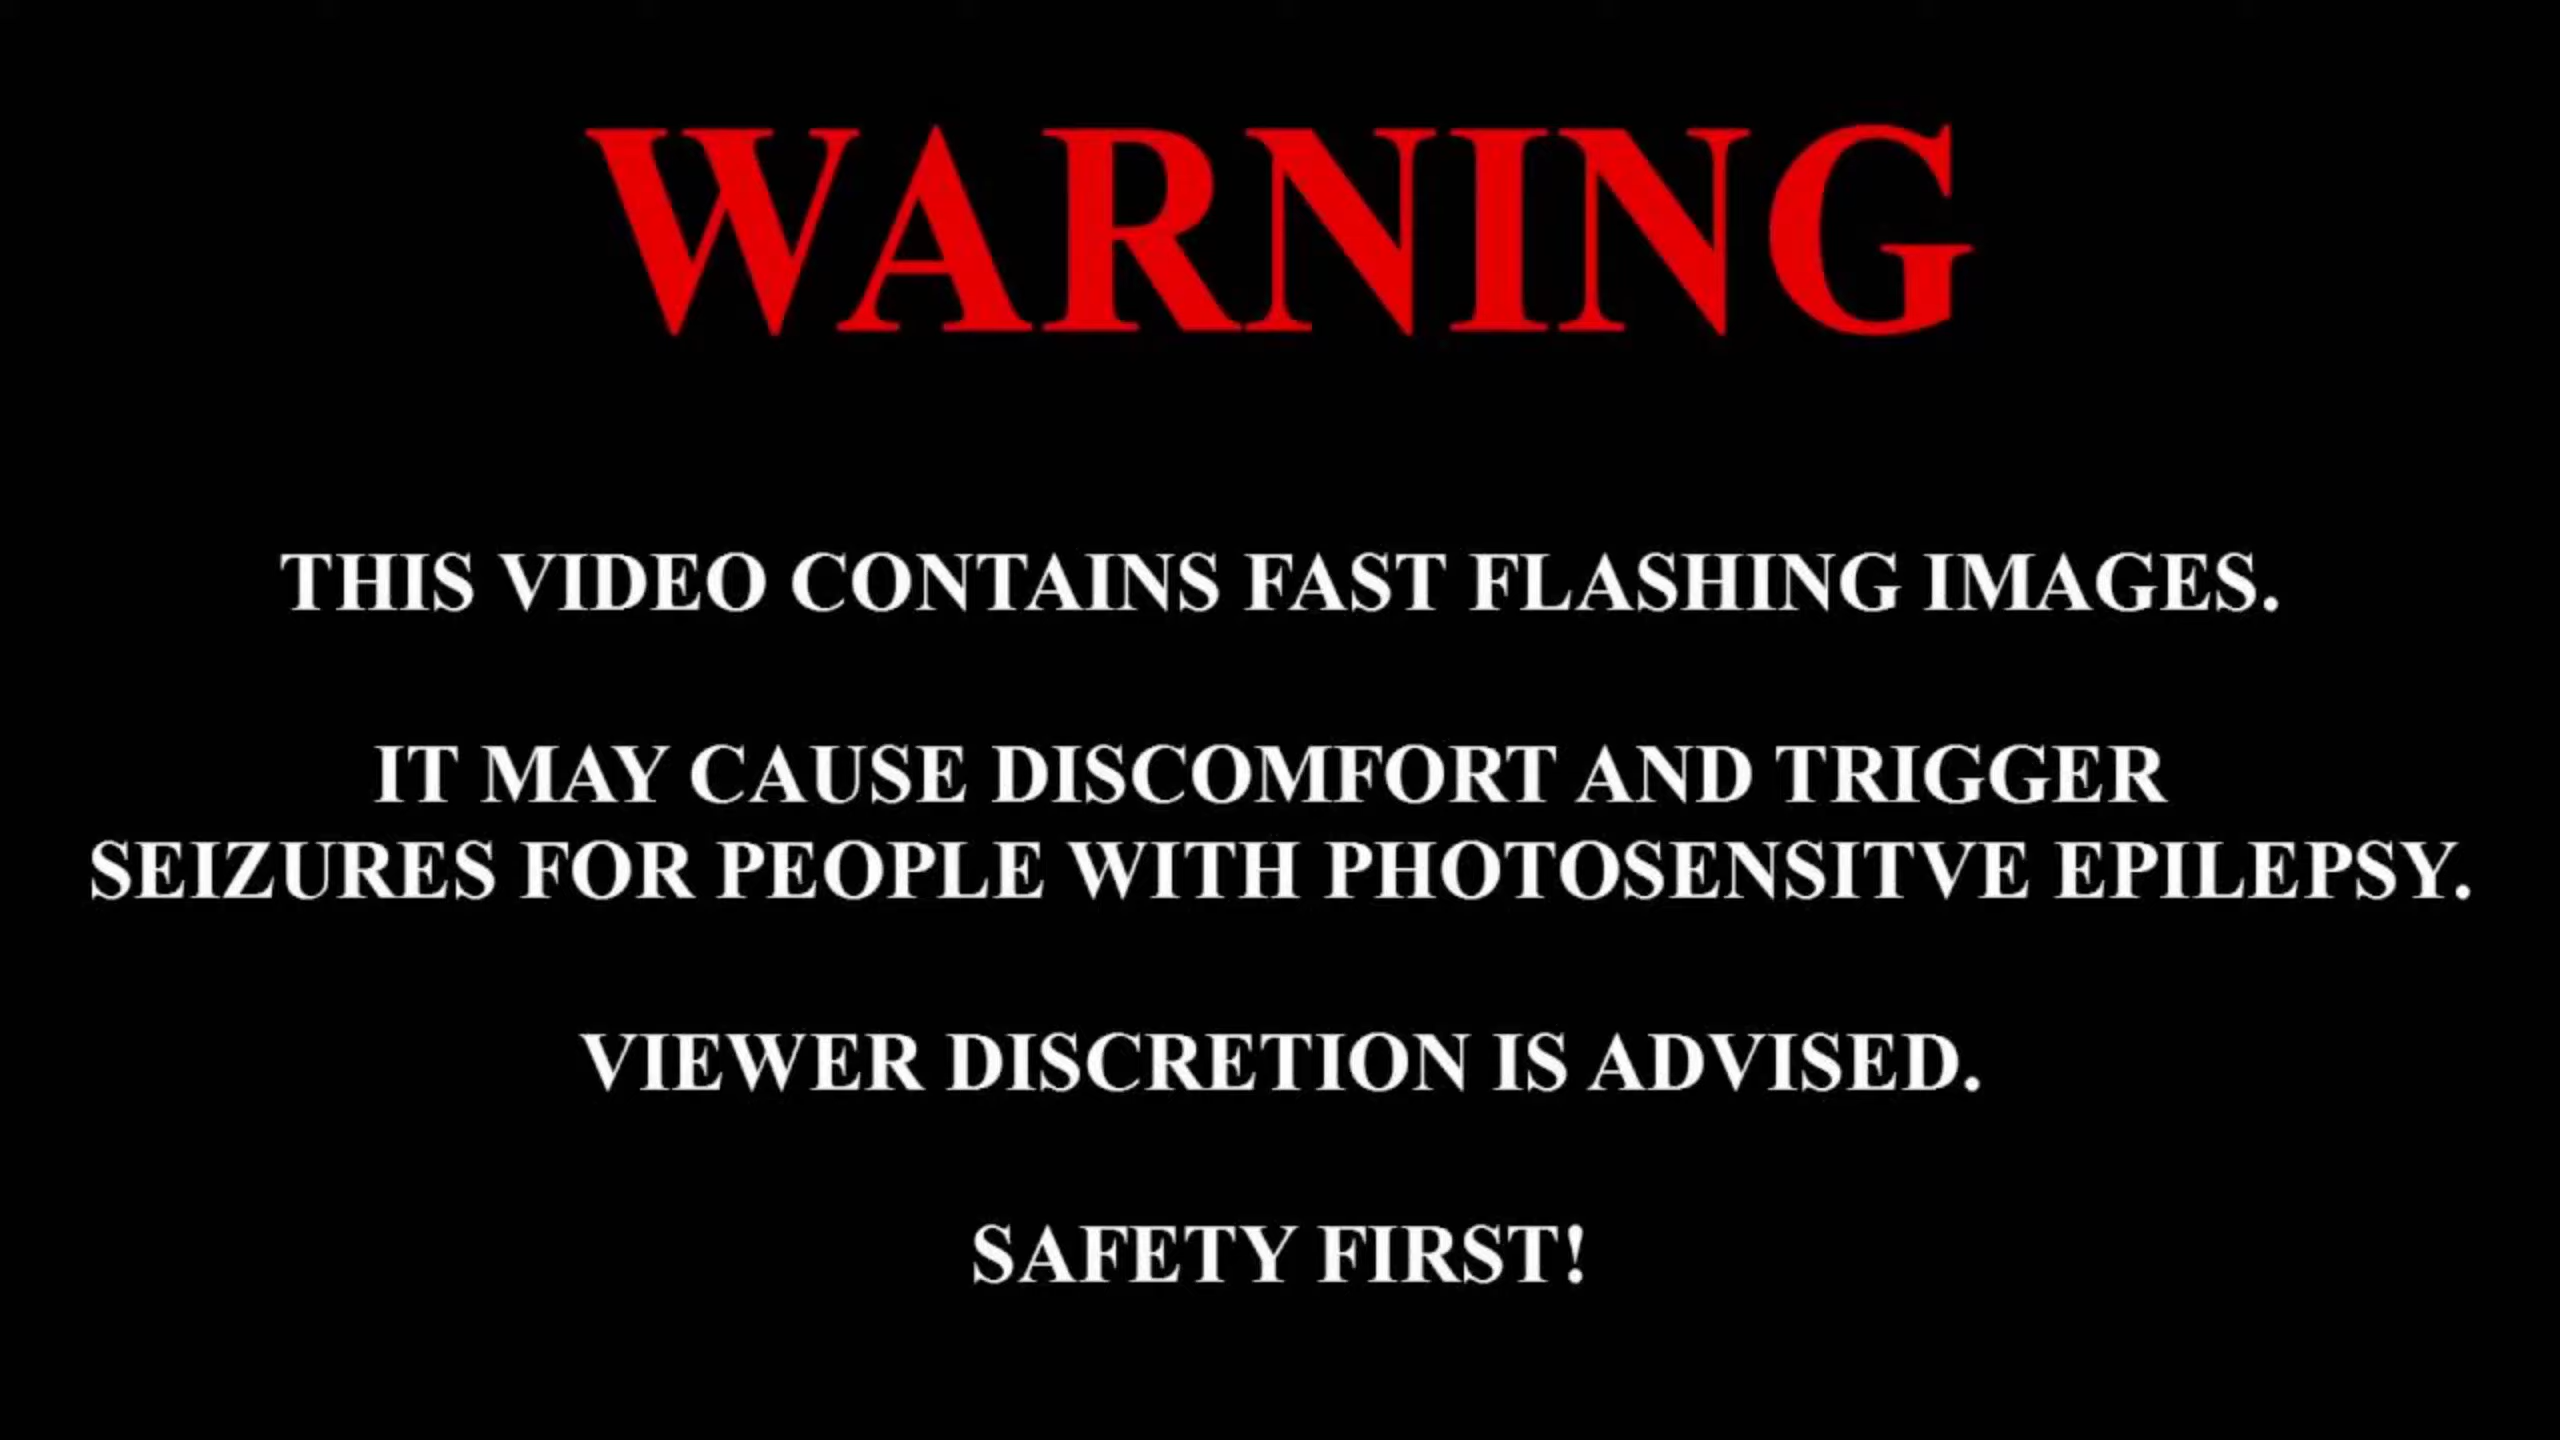 WARNING
THIS VIDEO CONTAINS FAST FLASHING IMAGES.
IT MAY CAUSE DISCOMFORT AND TRIGGER
SEIZURES FOR PEOPLE WITH PHOTOSENSITVE EPILEPSY.
VIEWER DISCRETION IS ADVISED.
SAFETY FIRST!